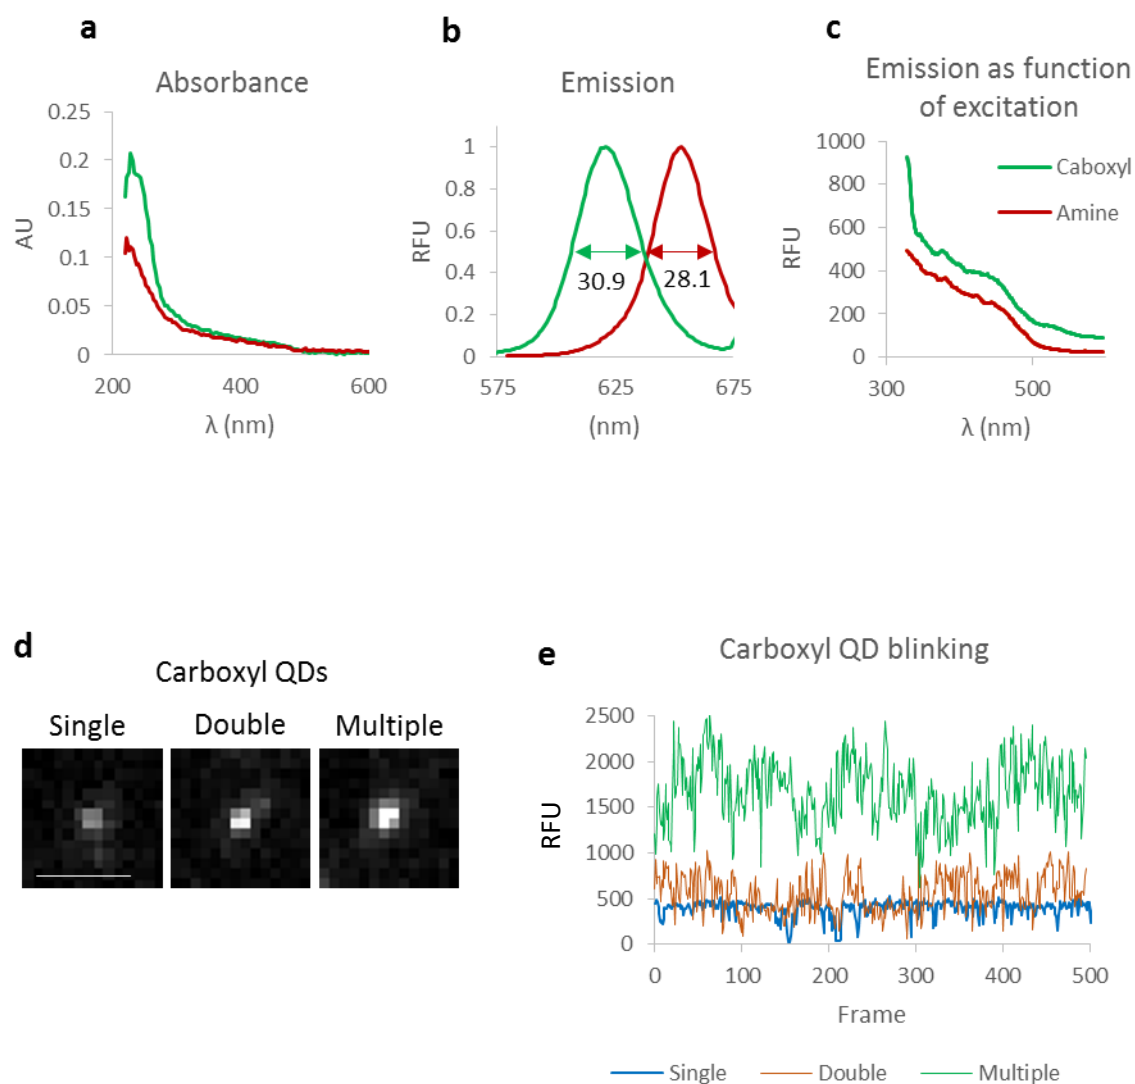 a
Absorbance
0.25
0.2
0.15
0.1
0.05
0
AU
200 400 600
λ (nm)
b
Emission
1
0.8
0.6
0.4
0.2
0
RFU
30.9 28.1
575 625 675
(nm)
c
Emission as function
of excitation
1000
800
600
400
200
0
RFU
Caboxyl
Amine
300 500
λ (nm)
d
Carboxyl QDs
Single Double Multiple
e
Carboxyl QD blinking
2500
2000
1500
1000
500
0
RFU
0 100 200 300 400 500
Frame
Single Double Multiple